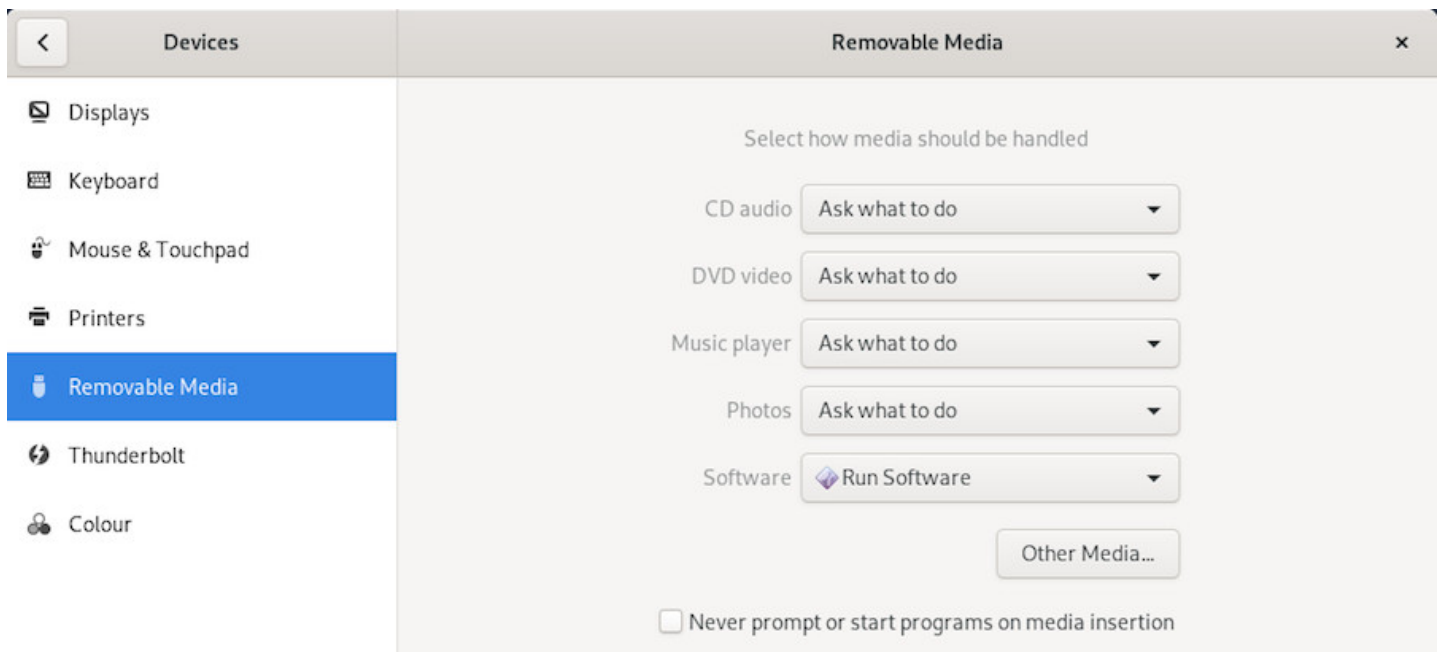 Devices
Removable Media
Displays
Keyboard
Mouse & Touchpad
Printers
Removable Media
Thunderbolt
Colour
Select how media should be handled
CD audio Ask what to do
DVD video Ask what to do
Music player Ask what to do
Photos Ask what to do
Software Run Software
Other Media...
Never prompt or start programs on media insertion